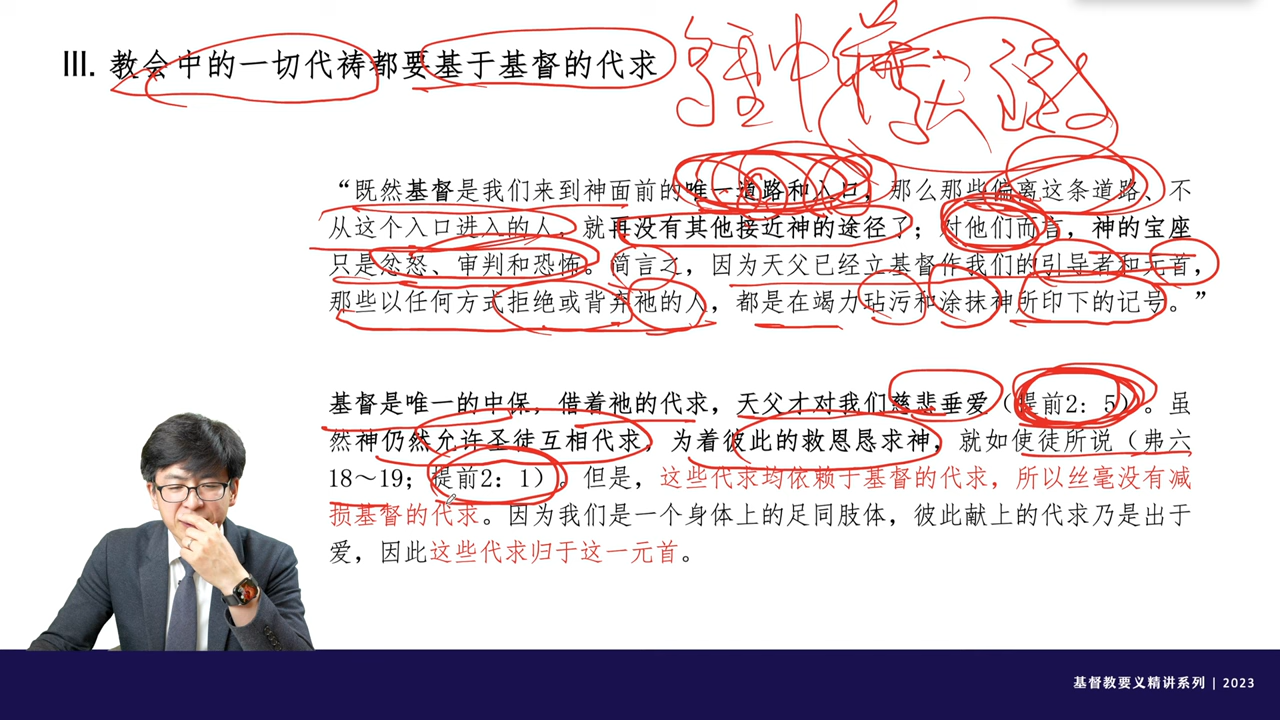 III. 教会中的一切代祷都要基于基督的代求
“既然基督是我们来到神面前的唯一道路和入口，那么那些偏离这条道路、不
从这个入口进入的人，就再没有其他接近神的途径了；对他们而言，神的宝座
只是忿怒、审判和恐怖。简言之，因为天父已经立基督作我们的引导者和元首，
那些以任何方式拒绝或背弃祂的人，都是在竭力玷污和涂抹神所印下的记号。”
基督是唯一的中保，借着祂的代求，天父才对我们慈悲垂爱（提前2：5）。虽
然神仍然允许圣徒互相代求，为着彼此的救恩恳求神，就如使徒所说（弗六
18～19；提前2：1）。但是，这些代求均依赖于基督的代求，所以丝毫没有减
损基督的代求。因为我们是一个身体上的足同肢体，彼此献上的代求乃是出于
爱，因此这些代求归于这一元首。
基督教要义精讲系列 | 2023